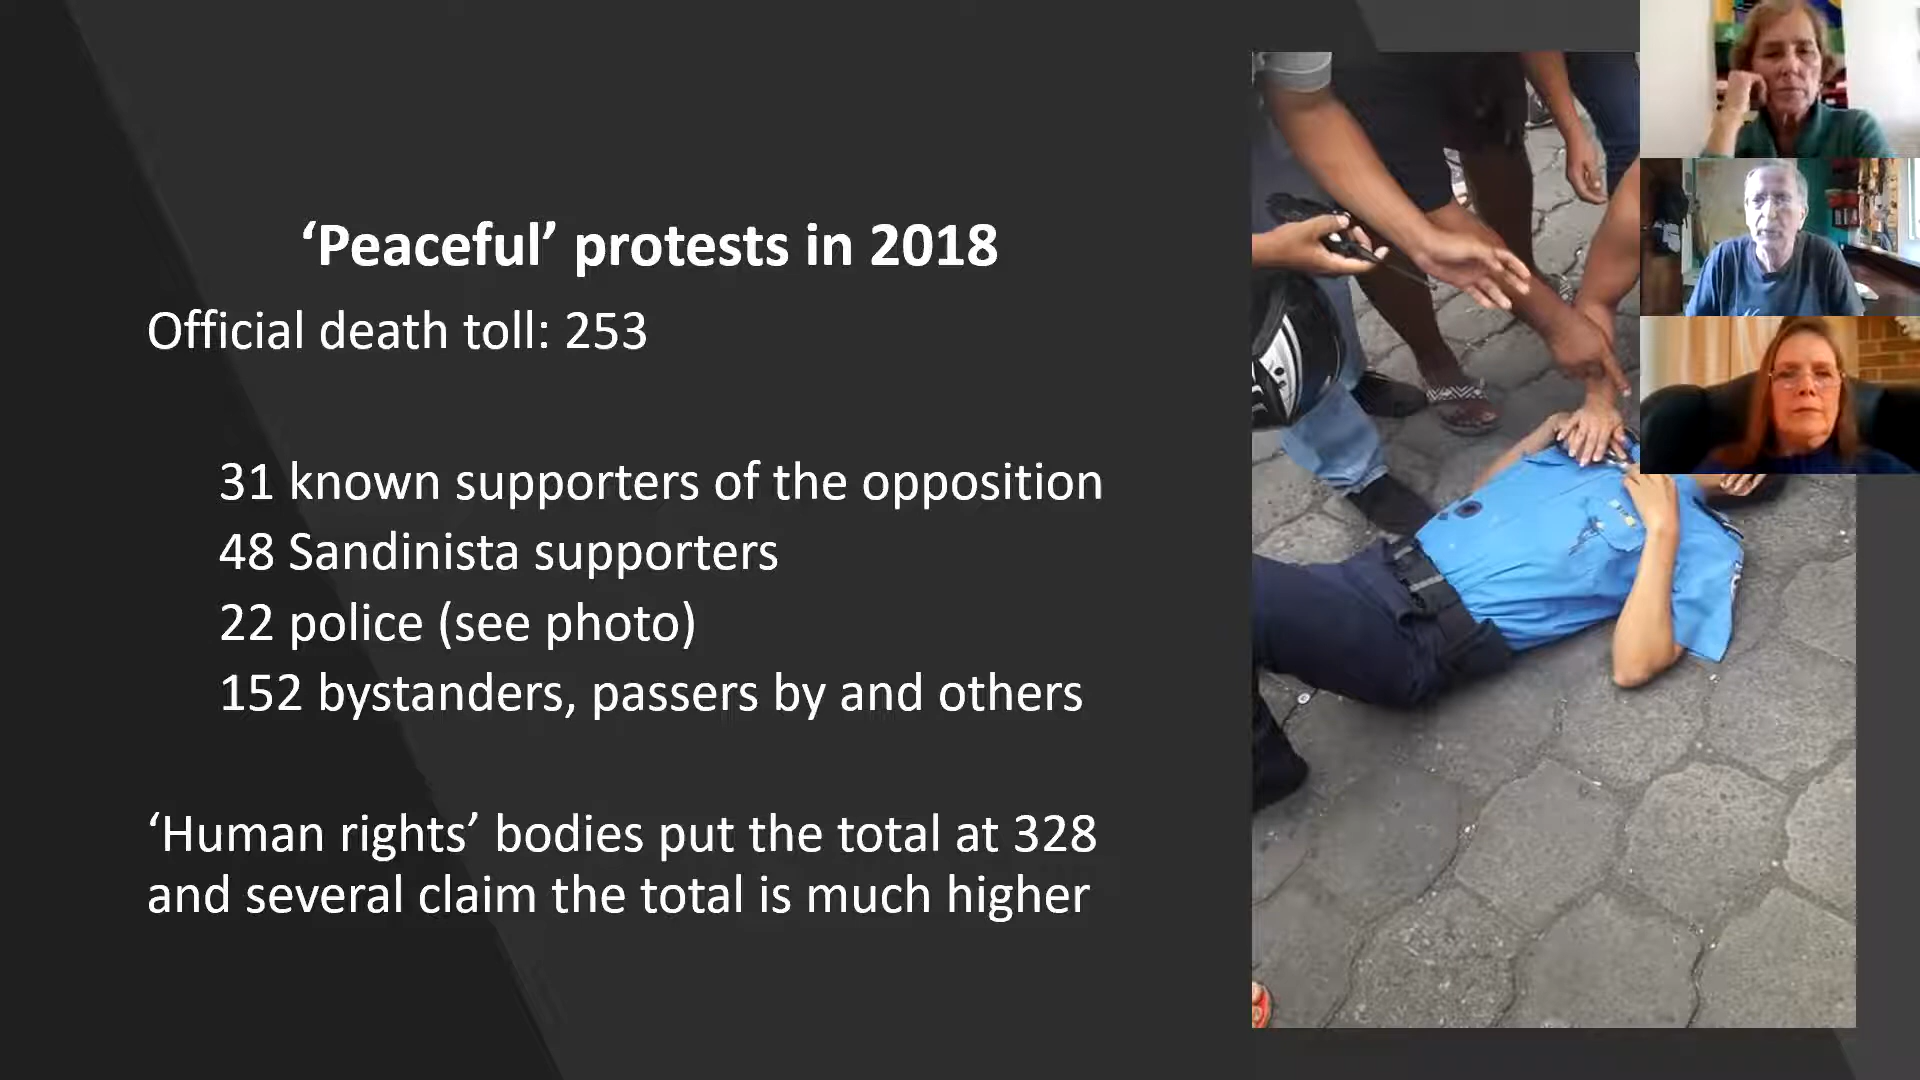 ‘Peaceful’ protests in 2018
Official death toll: 253
31 known supporters of the opposition
48 Sandinista supporters
22 police (see photo)
152 bystanders, passers by and others
‘Human rights’ bodies put the total at 328
and several claim the total is much higher